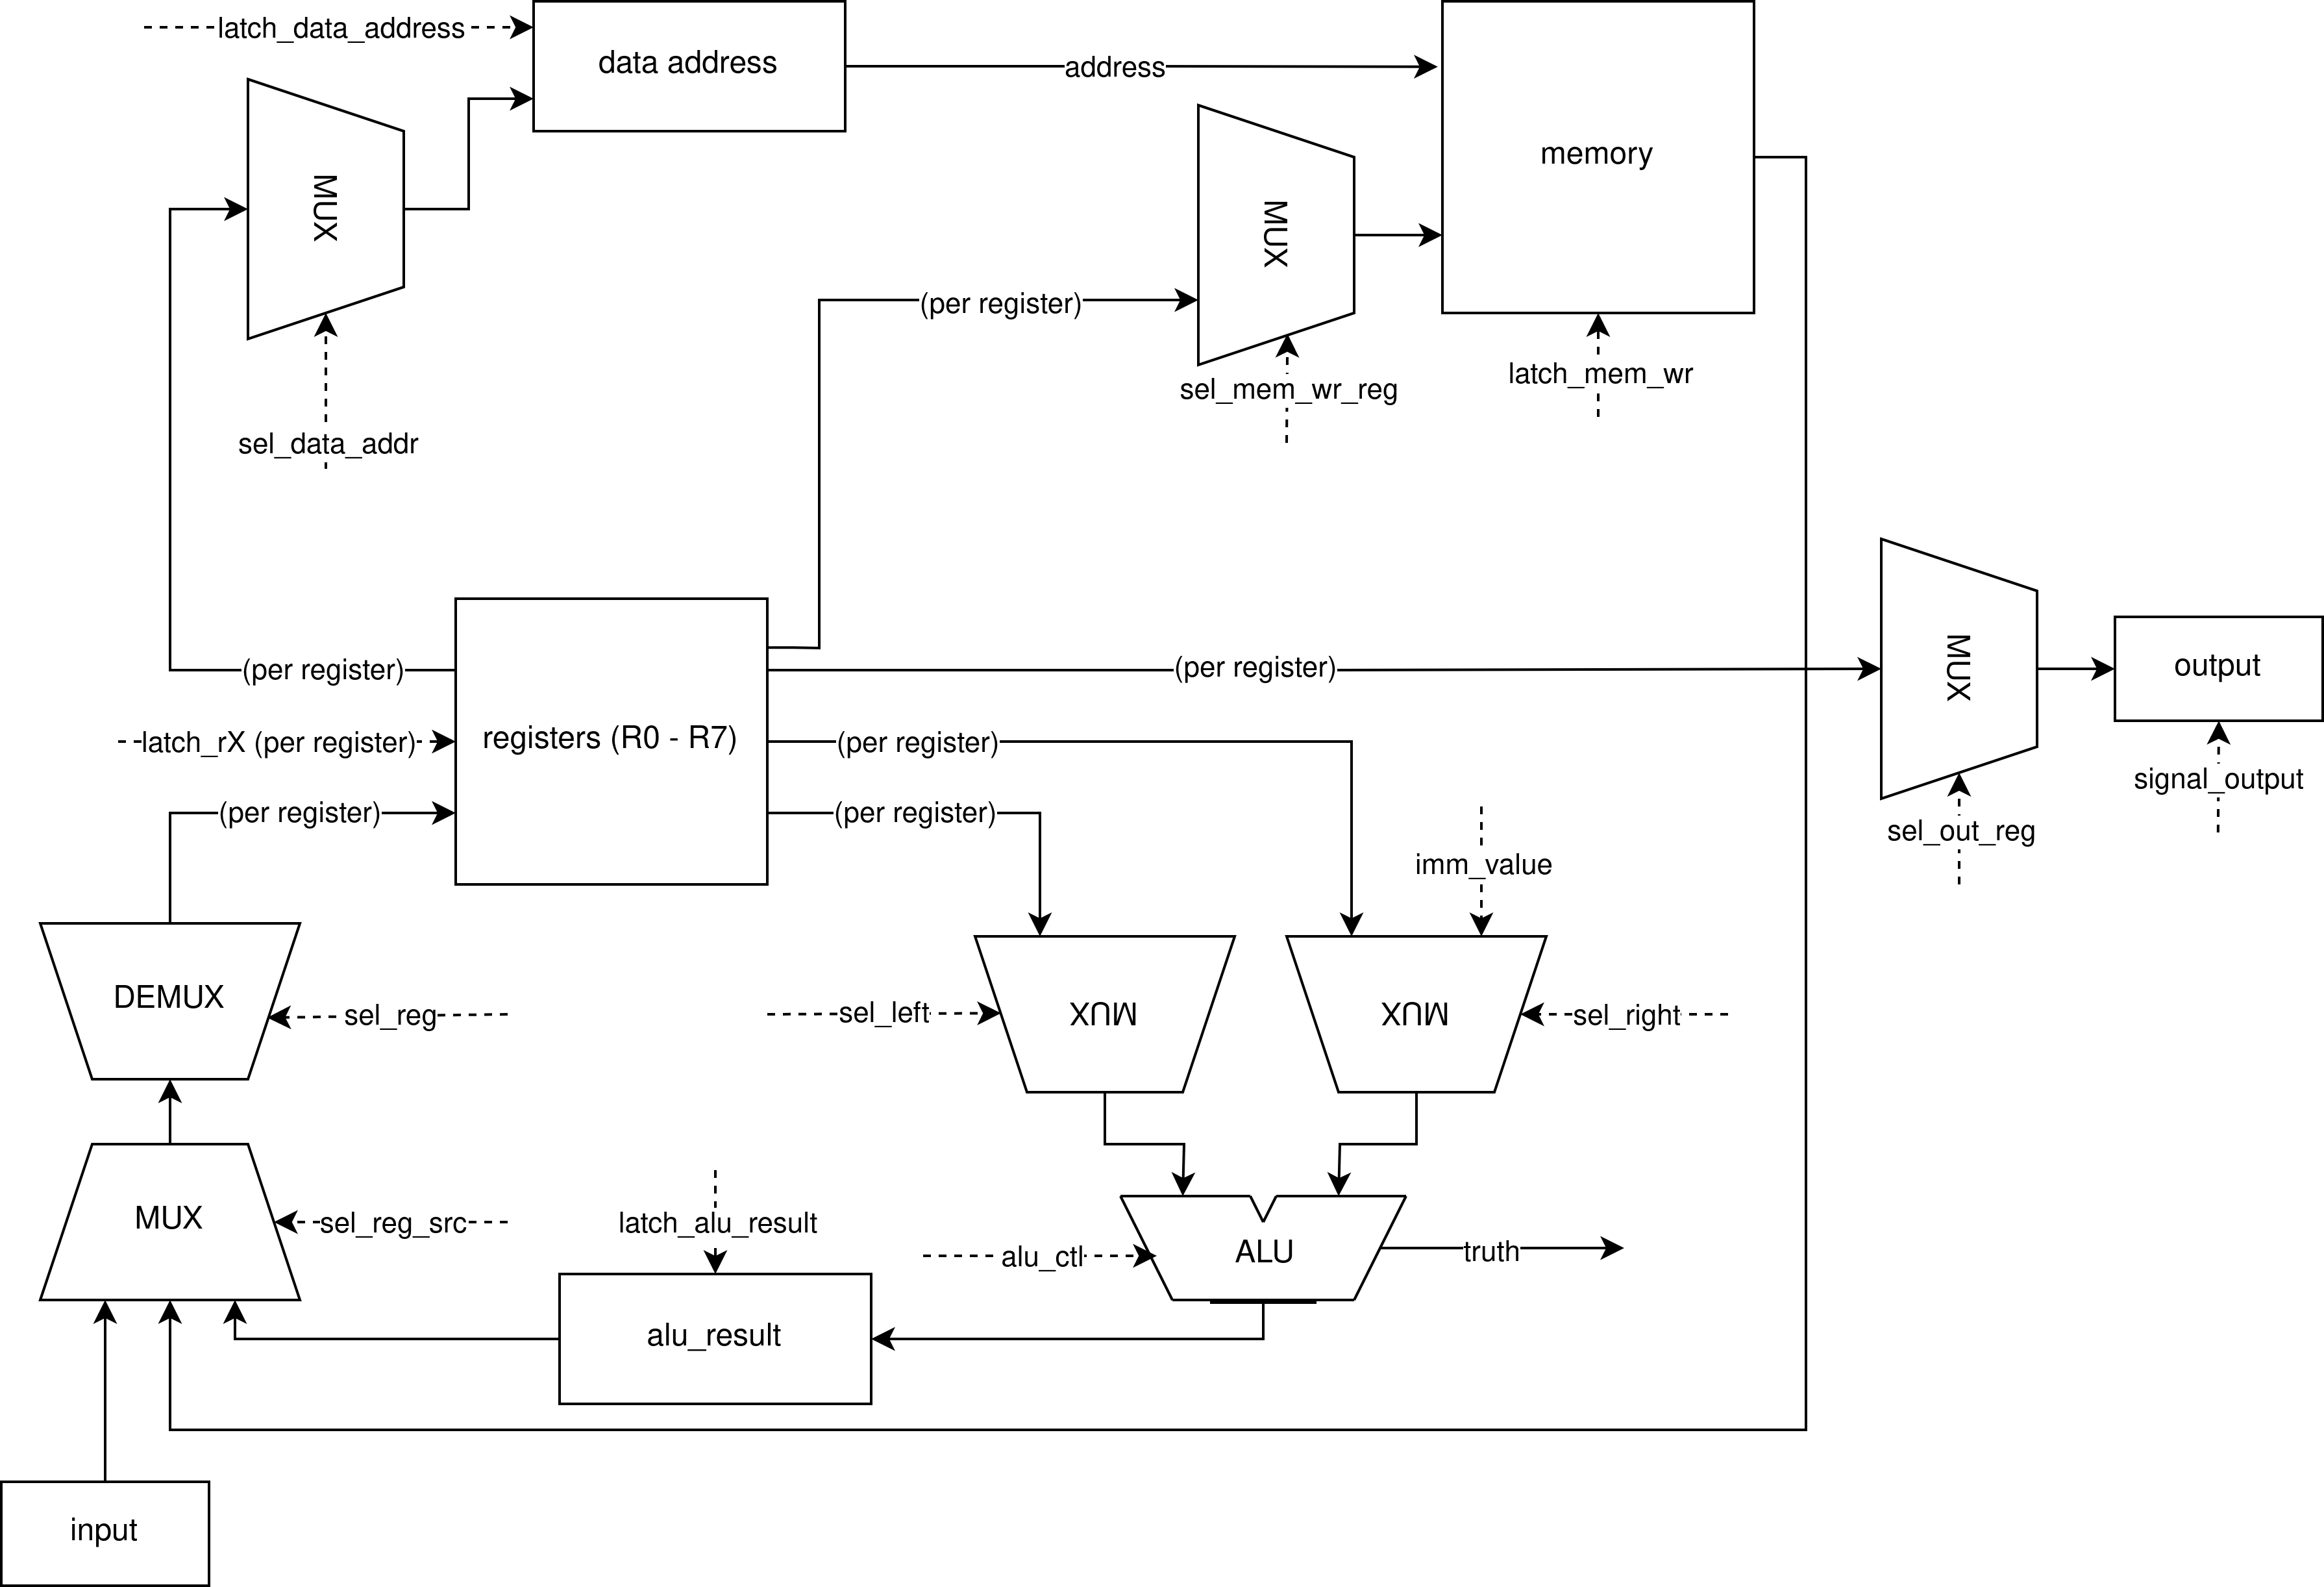 latch_data_address
data address
address
memory
MUX
MUX
(per register)
latch_mem_wr
sel_mem_wr_reg
sel_data_addr
(per register)
(per register)
MUX
output
registers (R0 - R7)
latch_rX (per register)
(per register)
signal_output
(per register)
(per register)
sel_out_reg
imm_value
DEMUX
sel_reg
sel_left
MUX
MUX
sel_right
MUX
sel_reg_src
latch_alu_result
alu_ctl
ALU
truth
alu_result
input